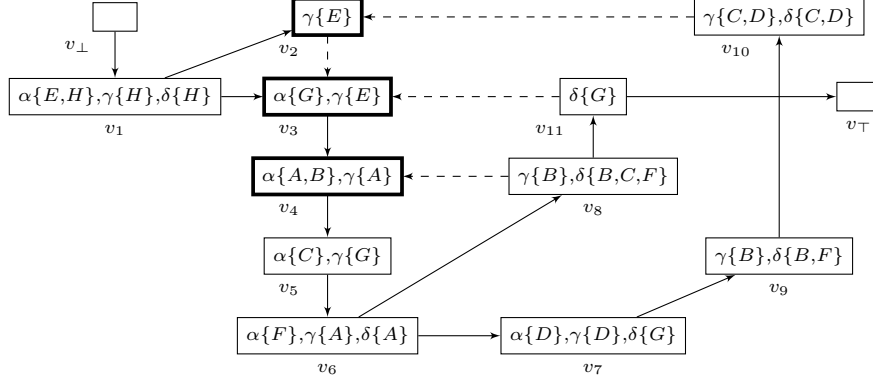 γ{E}
γ{C,D},δ{C,D}
v⊥
v₂
v₁₀
α{E,H},γ{H},δ{H}
α{G},γ{E}
δ{G}
v₁
v₃
v₁₁
v⊤
α{A,B},γ{A}
γ{B},δ{B,C,F}
v₄
v₈
α{C},γ{G}
γ{B},δ{B,F}
v₅
v₉
α{F},γ{A},δ{A}
α{D},γ{D},δ{G}
v₆
v₇